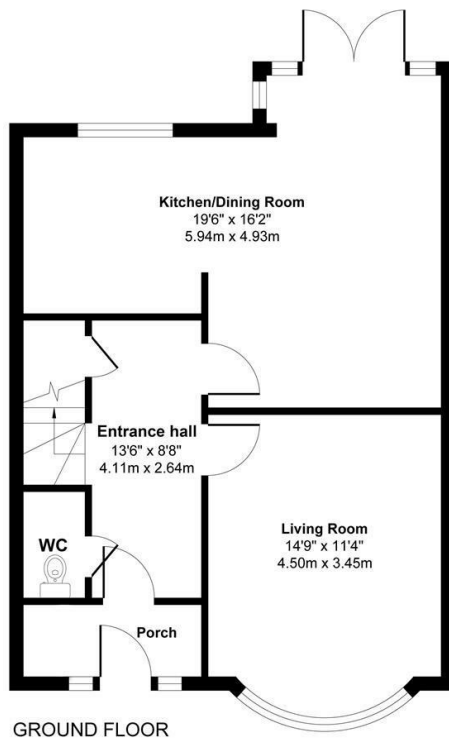 Kitchen/Dining Room
19'6" x 16'2"
5.94m x 4.93m
Entrance hall
13'6" x 8'8"
4.11m x 2.64m
Living Room
14'9" x 11'4"
4.50m x 3.45m
WC
Porch
GROUND FLOOR